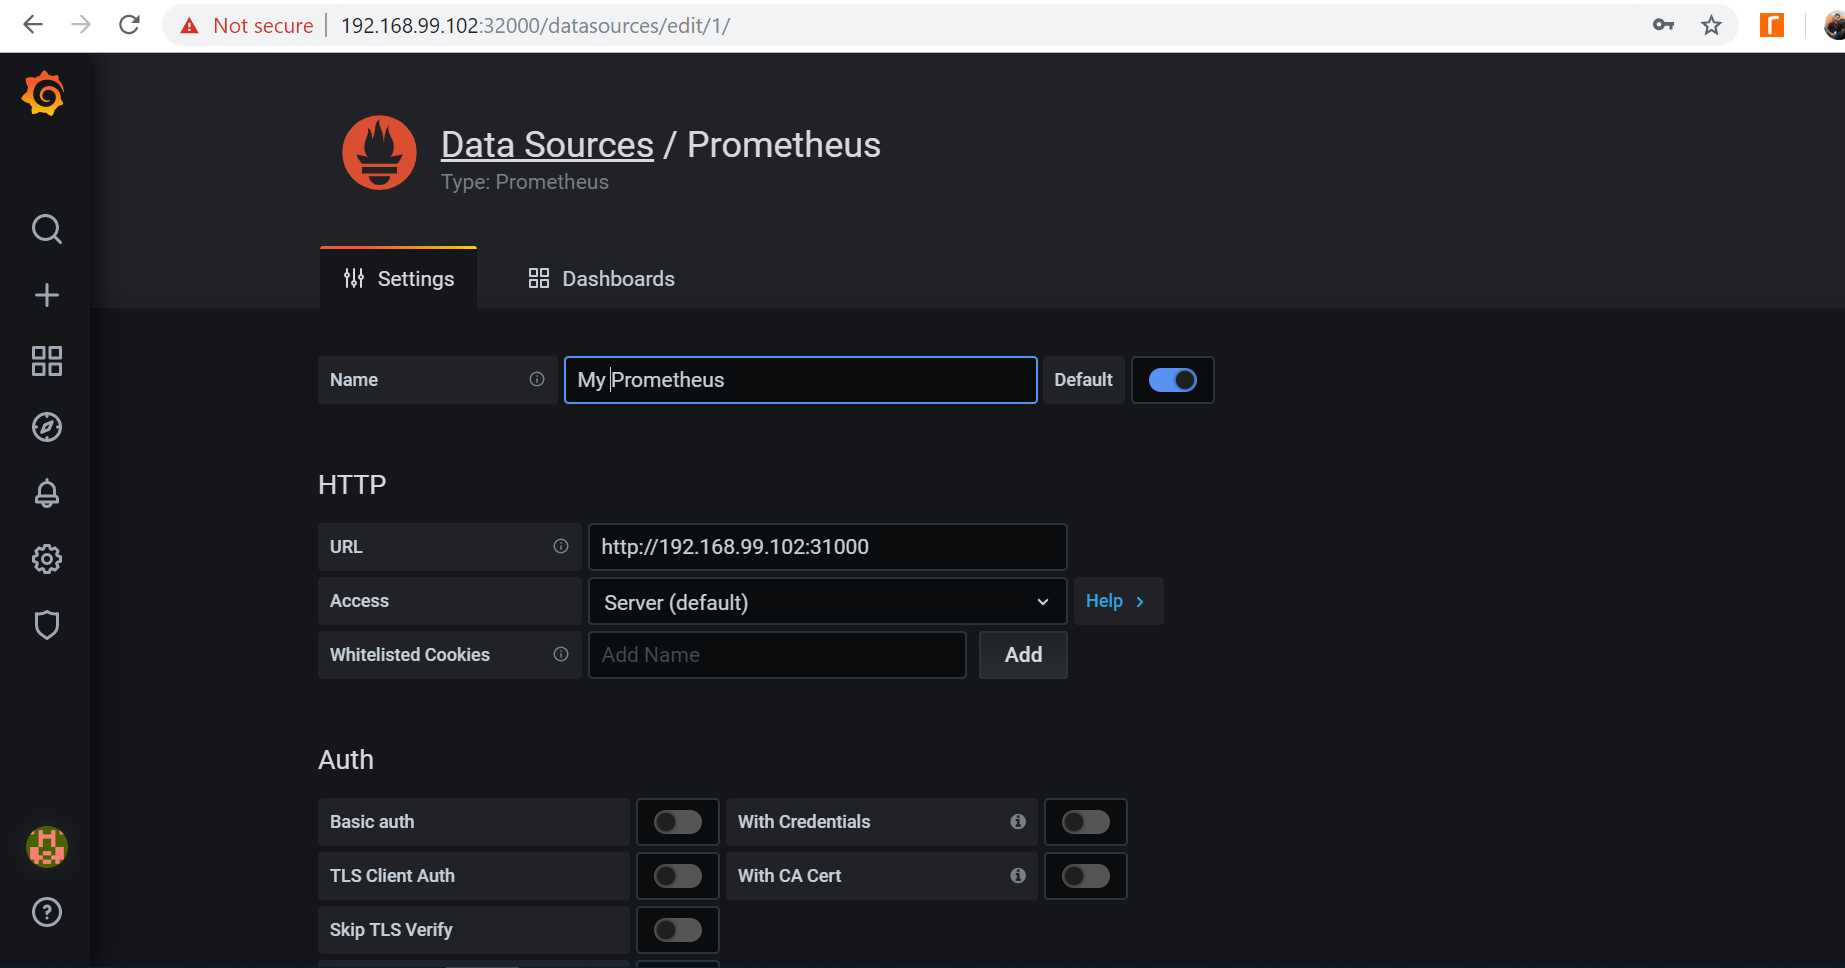 Not secure | 192.168.99.102:32000/datasources/edit/1/
Data Sources / Prometheus
Type: Prometheus
Settings
Dashboards
Name
My Prometheus
Default
HTTP
URL
http://192.168.99.102:31000
Access
Server (default)
Help
Whitelisted Cookies
Add Name
Add
Auth
Basic auth
With Credentials
TLS Client Auth
With CA Cert
Skip TLS Verify